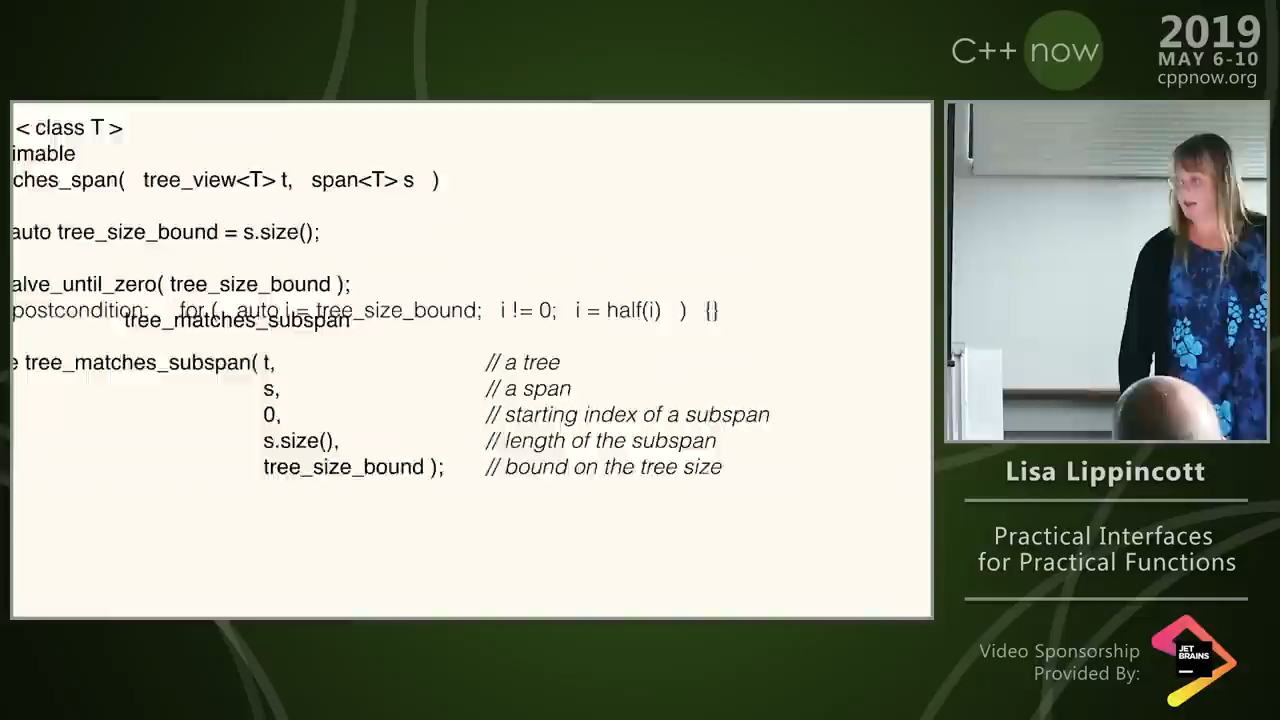 C++ now
2019
MAY 6-10
cppnow.org
< class T >
imable
ches_span( tree_view<T> t, span<T> s )
auto tree_size_bound = s.size();
alve_until_zero( tree_size_bound );
postcondition: for ( auto i = tree_size_bound; i != 0; i = half(i) ) {}
tree_matches_subspan
e tree_matches_subspan( t, // a tree
s, // a span
0, // starting index of a subspan
s.size(), // length of the subspan
tree_size_bound ); // bound on the tree size
Lisa Lippincott
Practical Interfaces
for Practical Functions
Video Sponsorship
Provided By:
JET
BRAINS